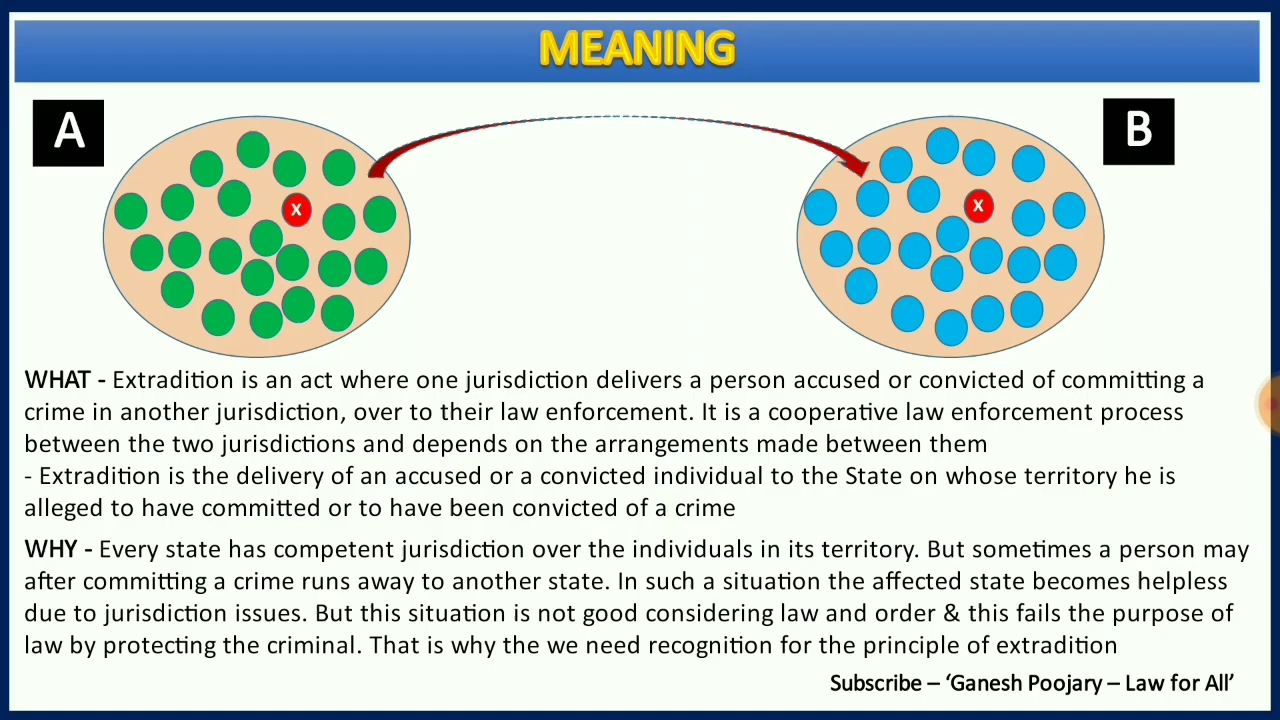 MEANING
A
B
X
X
WHAT - Extradition is an act where one jurisdiction delivers a person accused or convicted of committing a
crime in another jurisdiction, over to their law enforcement. It is a cooperative law enforcement process
between the two jurisdictions and depends on the arrangements made between them
- Extradition is the delivery of an accused or a convicted individual to the State on whose territory he is
alleged to have committed or to have been convicted of a crime
WHY - Every state has competent jurisdiction over the individuals in its territory. But sometimes a person may
after committing a crime runs away to another state. In such a situation the affected state becomes helpless
due to jurisdiction issues. But this situation is not good considering law and order & this fails the purpose of
law by protecting the criminal. That is why the we need recognition for the principle of extradition
Subscribe – ‘Ganesh Poojary – Law for All’